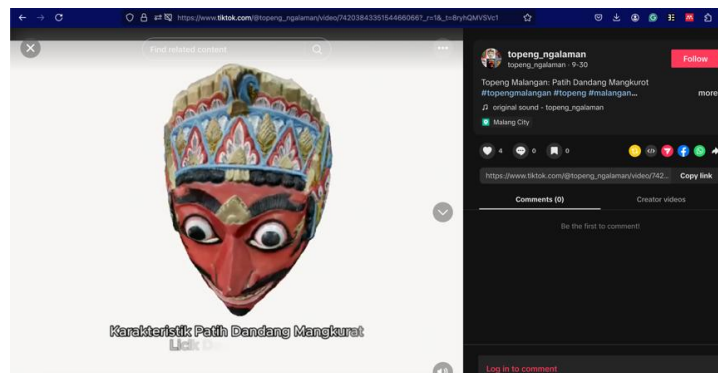 https://www.tiktok.com/@topeng_ngalaman/video/7420384335154466066?_r=1&_t=8ryhQMVSVc1
Find related content
Karakteristik Patih Dandang Mangkurat
Licik
topeng_ngalaman
topeng_ngalaman · 9-30
Follow
Topeng Malangan: Patih Dandang Mangkurot
#topengmalangan #topeng #malangan...
more
original sound - topeng_ngalaman
Malang City
4
0
0
https://www.tiktok.com/@topeng_ngalaman/video/742...
Copy link
Comments (0)
Creator videos
Be the first to comment!
Log in to comment